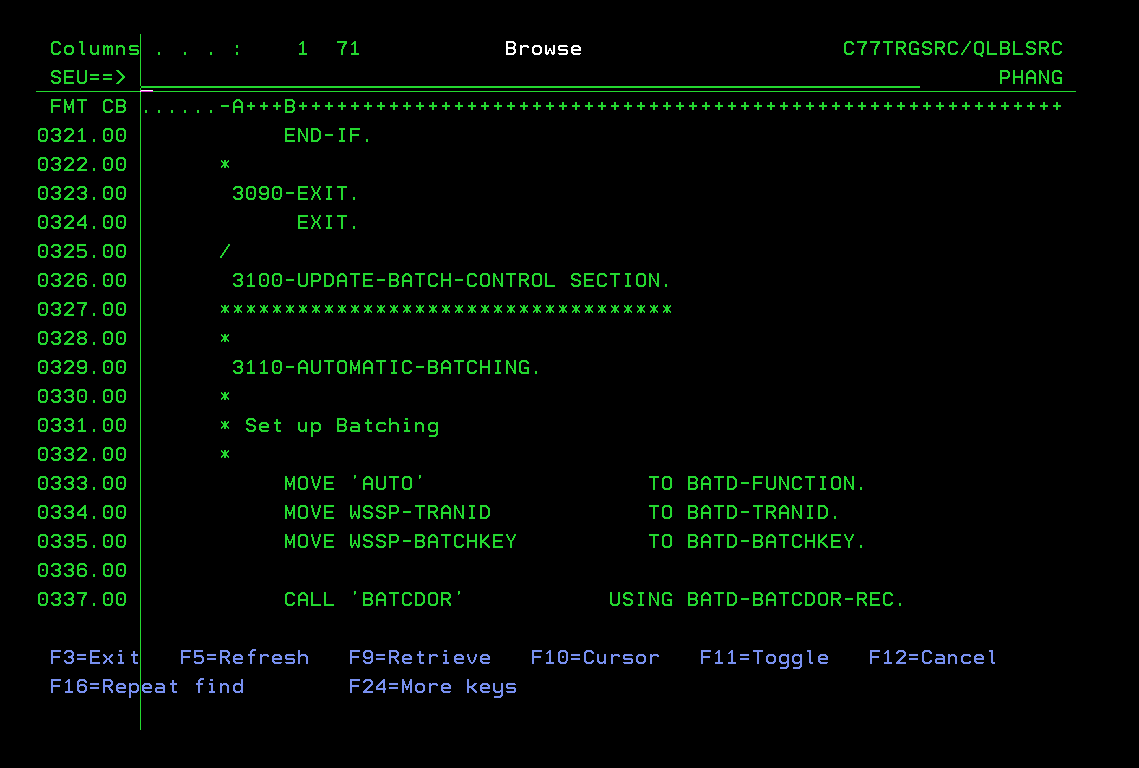 Columns . . . :    1  71           Browse                    C77TRGSRC/QLBLSRC
SEU==>                                                                   PHANG
FMT CB ......-A+++B+++++++++++++++++++++++++++++++++++++++++++++++++++++++++++
0321.00            END-IF.
0322.00       *
0323.00        3090-EXIT.
0324.00             EXIT.
0325.00       /
0326.00        3100-UPDATE-BATCH-CONTROL SECTION.
0327.00       ***********************************
0328.00       *
0329.00        3110-AUTOMATIC-BATCHING.
0330.00       *
0331.00       * Set up Batching
0332.00       *
0333.00            MOVE 'AUTO'                 TO BATD-FUNCTION.
0334.00            MOVE WSSP-TRANID            TO BATD-TRANID.
0335.00            MOVE WSSP-BATCHKEY          TO BATD-BATCHKEY.
0336.00
0337.00            CALL 'BATCDOR'           USING BATD-BATCDOR-REC.
F3=Exit   F5=Refresh   F9=Retrieve   F10=Cursor   F11=Toggle   F12=Cancel
F16=Repeat find        F24=More keys